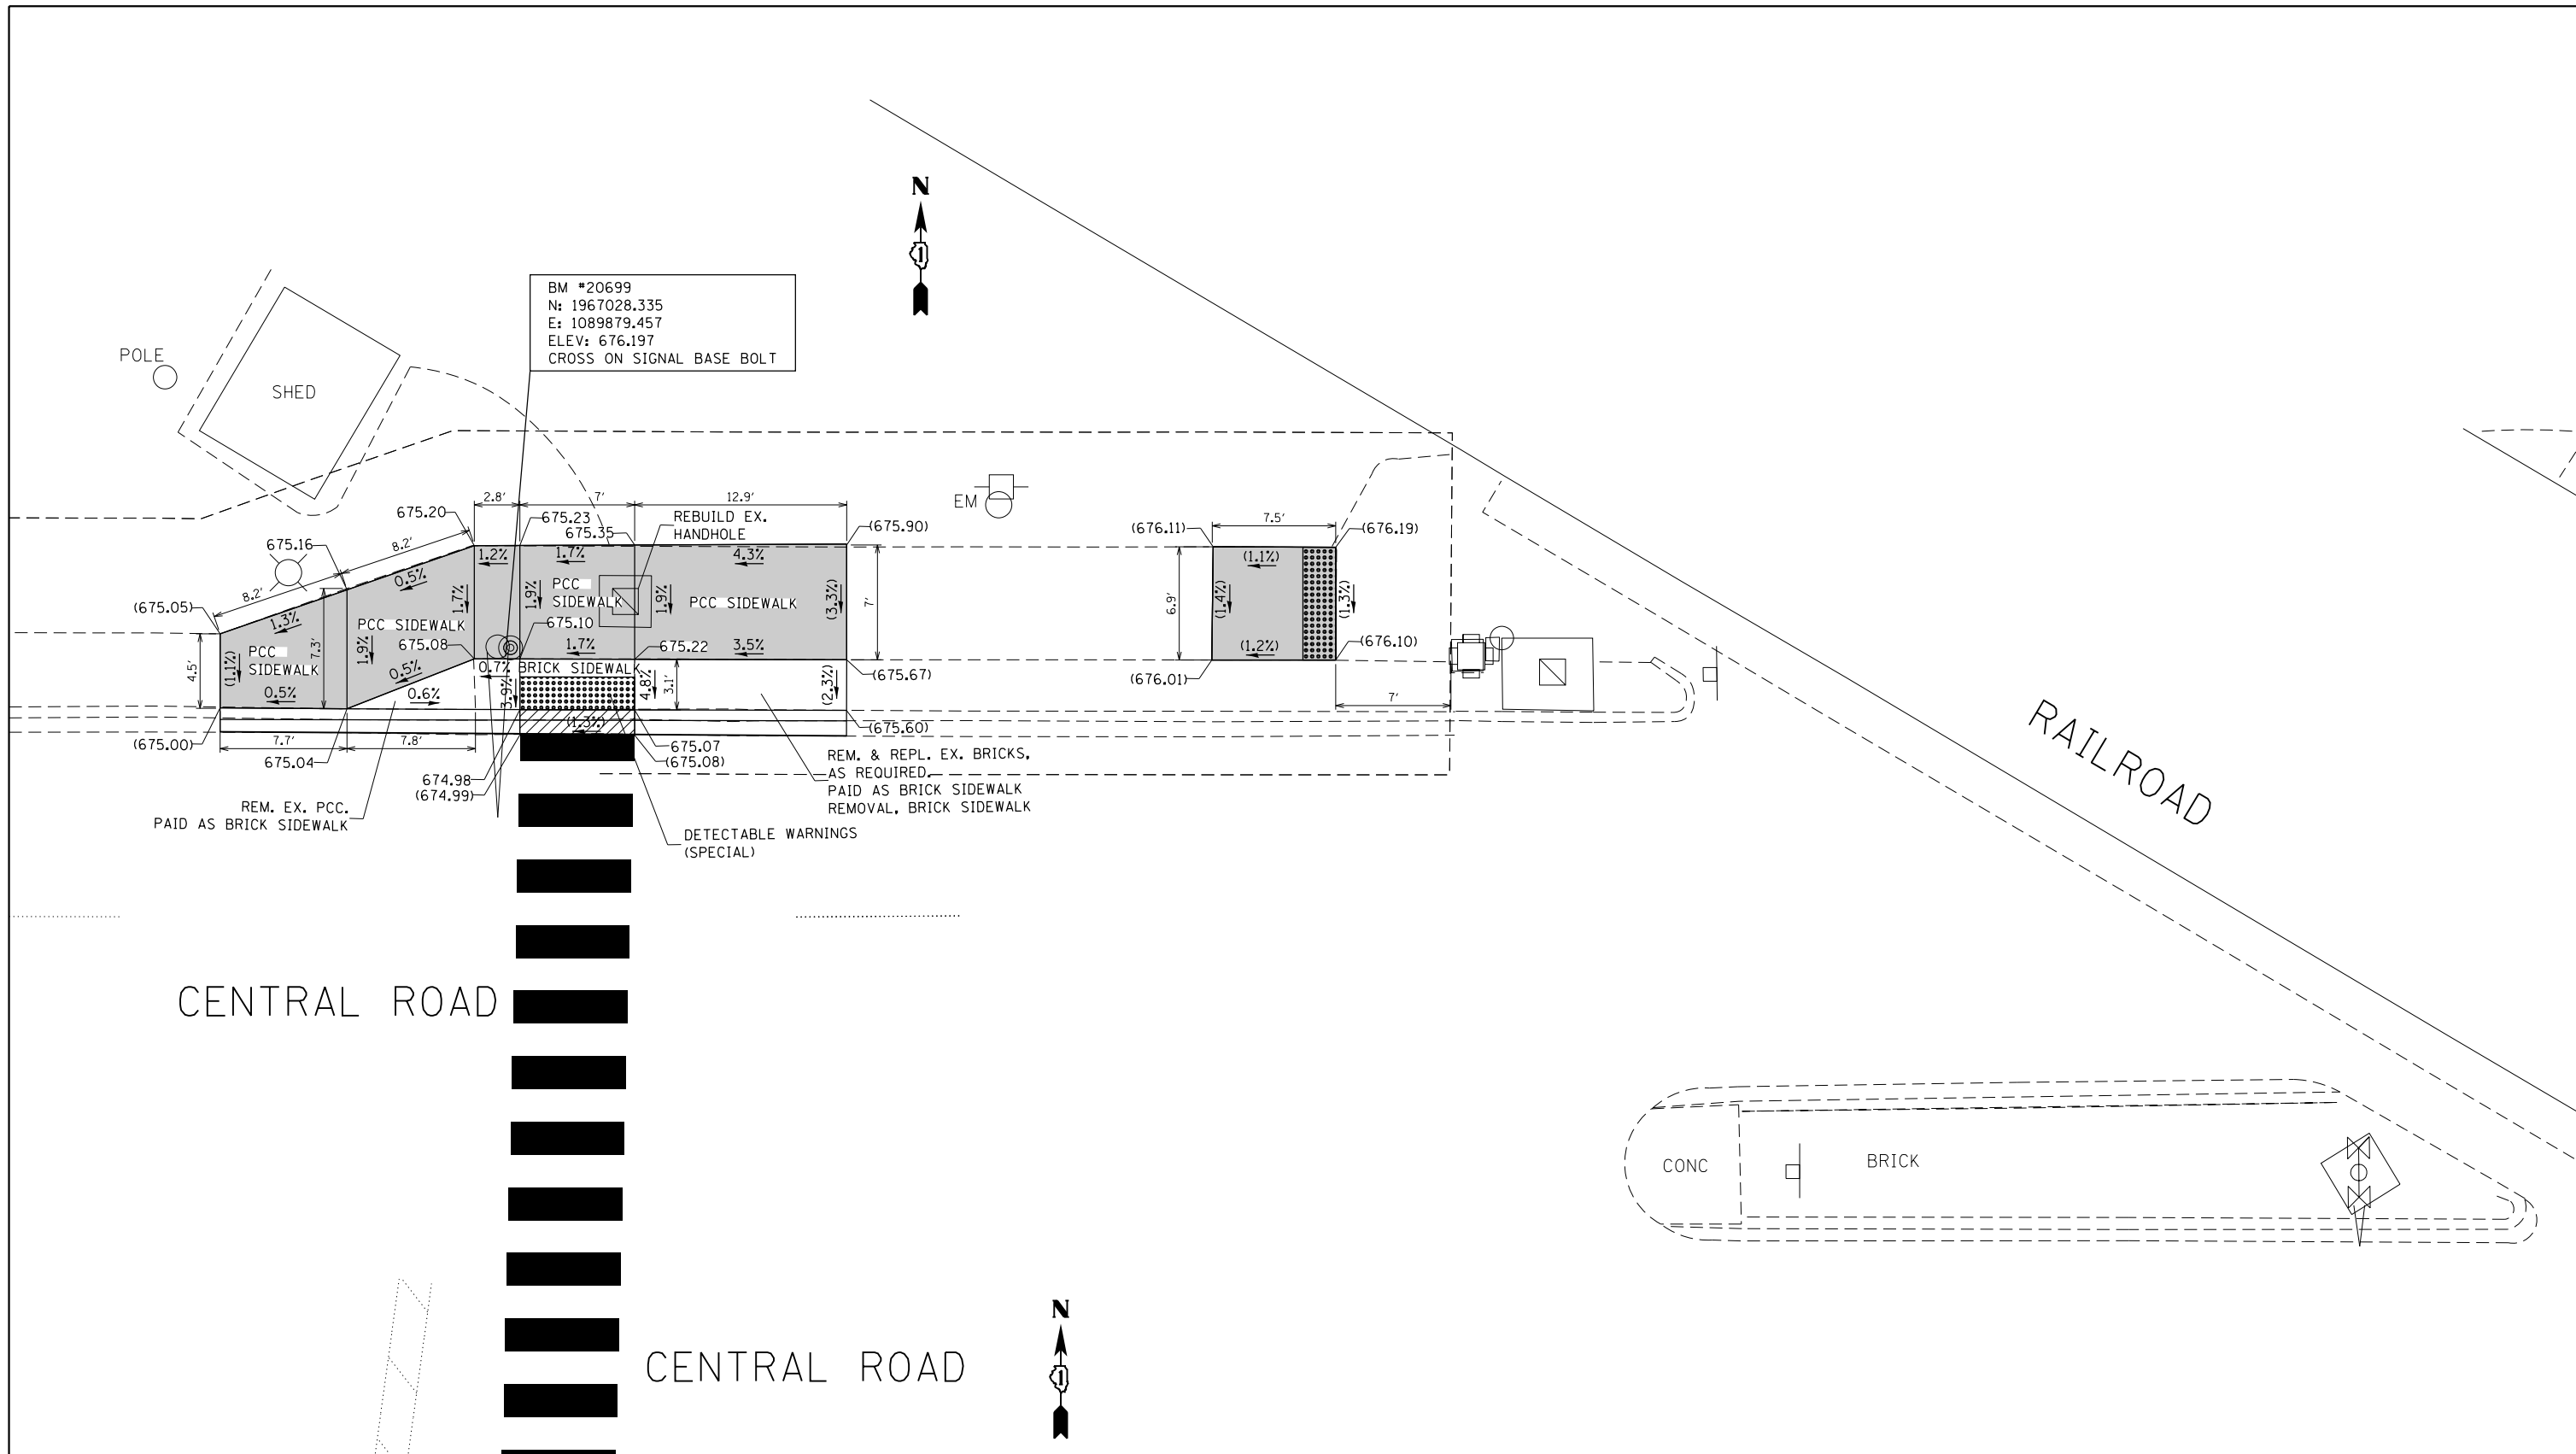 N
BM #20699
N: 1967028.335
E: 1089879.457
ELEV: 676.197
CROSS ON SIGNAL BASE BOLT
POLE
SHED
EM
2.8'
7'
12.9'
675.20
675.23
675.35
REBUILD EX.
HANDHOLE
(675.90)
(676.11)
7.5'
(676.19)
675.16
8.2'
8.2'
0.5%
1.2%
1.7%
4.3%
(1.1%)
(675.05)
1.3%
7.3'
1.7%
1.9%
PCC
SIDEWALK
1.9%
PCC SIDEWALK
(3.3%)
7'
6.9'
(1.4%)
(1.3%)
PCC SIDEWALK
675.10
675.08
1.7%
675.22
3.5%
(1.2%)
(676.10)
4.5'
(1.1%)
PCC
SIDEWALK
1.9%
0.5%
0.7%
BRICK SIDEWALK
(675.67)
(676.01)
0.5%
0.6%
3.9%
4.8%
3.1'
(2.3%)
7'
(1.3%)
(675.60)
(675.00)
7.7'
7.8'
675.04
675.07
(675.08)
674.98
(674.99)
REM. & REPL. EX. BRICKS,
AS REQUIRED.
PAID AS BRICK SIDEWALK
REMOVAL, BRICK SIDEWALK
REM. EX. PCC.
PAID AS BRICK SIDEWALK
DETECTABLE WARNINGS
(SPECIAL)
RAILROAD
CENTRAL ROAD
CONC
BRICK
N
CENTRAL ROAD